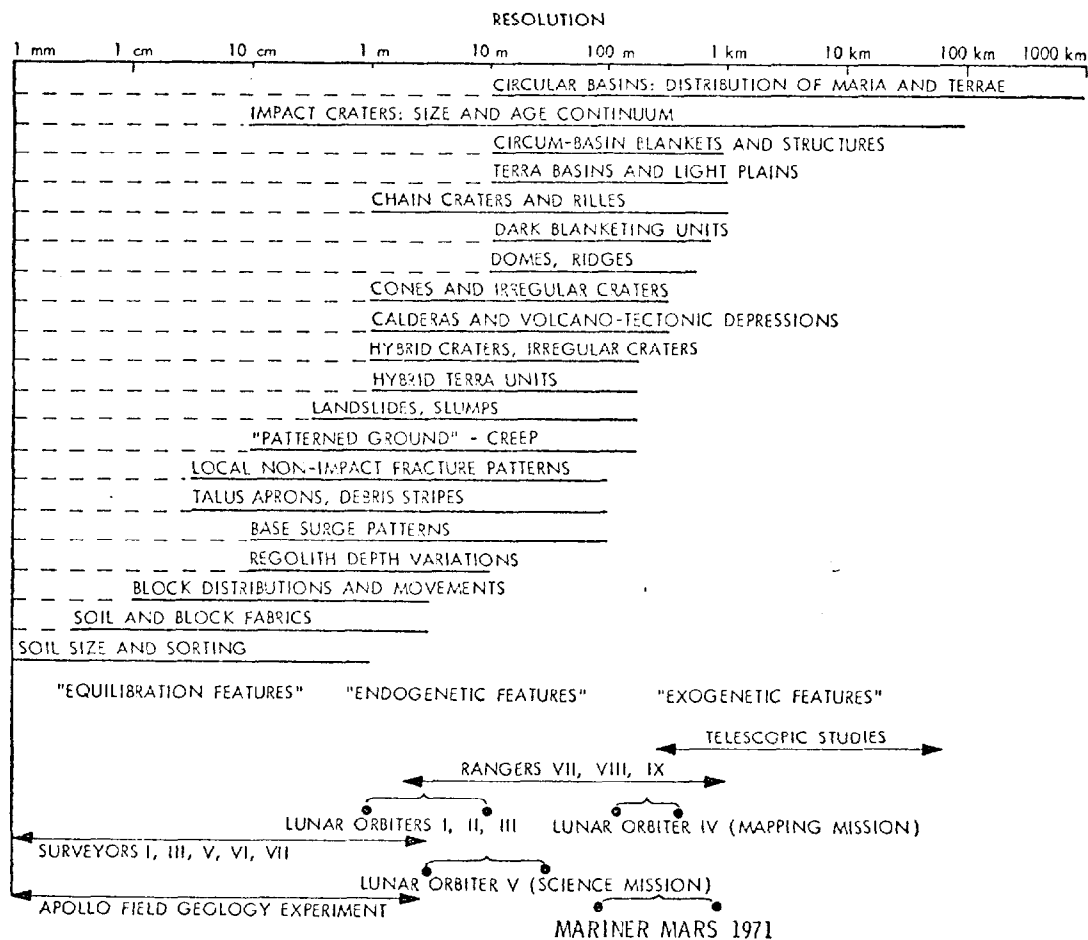 RESOLUTION
1 mm 1 cm 10 cm 1 m 10 m 100 m 1 km 10 km 100 km 1000 km
CIRCULAR BASINS: DISTRIBUTION OF MARIA AND TERRAE
IMPACT CRATERS: SIZE AND AGE CONTINUUM
CIRCUM-BASIN BLANKETS AND STRUCTURES
TERRA BASINS AND LIGHT PLAINS
CHAIN CRATERS AND RILLES
DARK BLANKETING UNITS
DOMES, RIDGES
CONES AND IRREGULAR CRATERS
CALDERAS AND VOLCANO-TECTONIC DEPRESSIONS
HYBRID CRATERS, IRREGULAR CRATERS
HYBRID TERRA UNITS
LANDSLIDES, SLUMPS
"PATTERNED GROUND" - CREEP
LOCAL NON-IMPACT FRACTURE PATTERNS
TALUS APRONS, DEBRIS STRIPES
BASE SURGE PATTERNS
REGOLITH DEPTH VARIATIONS
BLOCK DISTRIBUTIONS AND MOVEMENTS
SOIL AND BLOCK FABRICS
SOIL SIZE AND SORTING
"EQUILIBRATION FEATURES" "ENDOGENETIC FEATURES" "EXOGENETIC FEATURES"
TELESCOPIC STUDIES
RANGERS VII, VIII, IX
LUNAR ORBITERS I, II, III LUNAR ORBITER IV (MAPPING MISSION)
SURVEYORS I, III, V, VI, VII
LUNAR ORBITER V (SCIENCE MISSION)
APOLLO FIELD GEOLOGY EXPERIMENT
MARINER MARS 1971